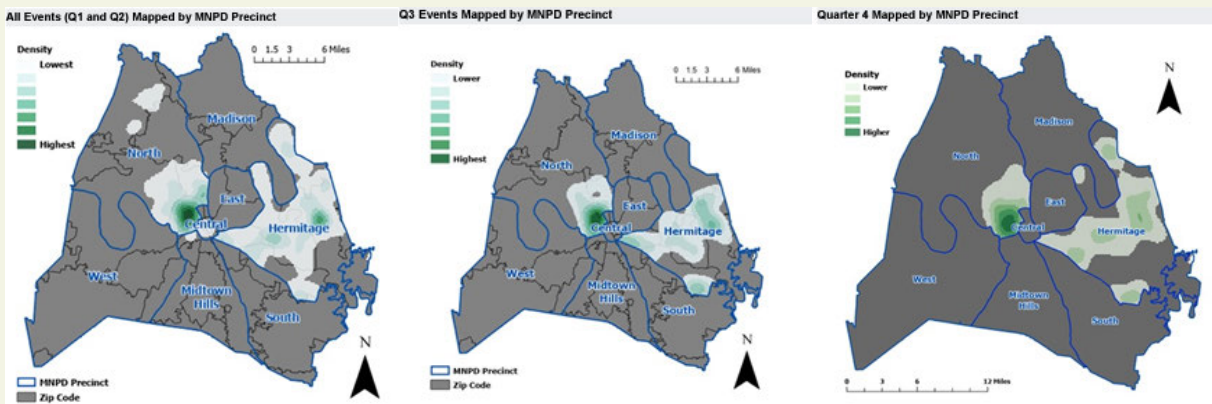 All Events (Q1 and Q2) Mapped by MNPD Precinct
Density
Lowest
Highest
0 1.5 3 6 Miles
Madison
North
East
Central
Hermitage
West
Midtown
Hills
South
N
MNPD Precinct
Zip Code
Q3 Events Mapped by MNPD Precinct
Density
Lower
Highest
0 1.5 3 6 Miles
Madison
North
East
Central
Hermitage
West
Midtown
Hills
South
N
MNPD Precinct
Zip Code
Quarter 4 Mapped by MNPD Precinct
Density
Lower
Higher
N
Madison
North
East
Central
Hermitage
West
Midtown
Hills
South
0 3 6 12 Miles